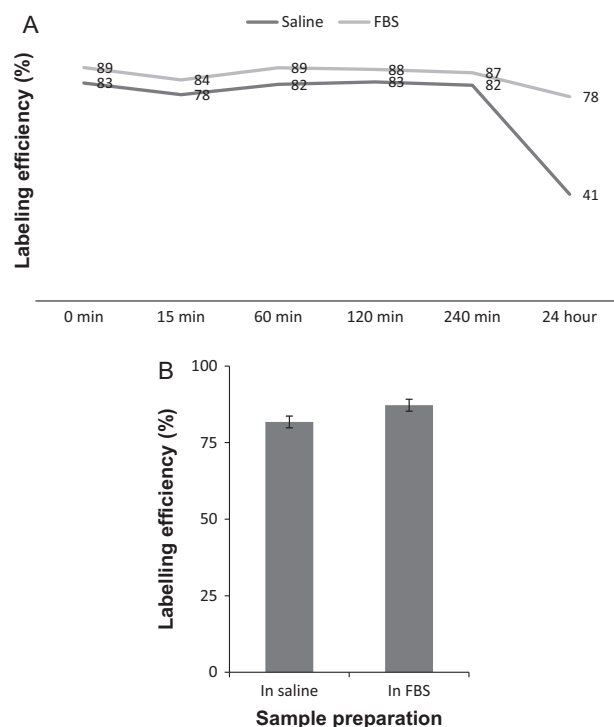 A
Saline FBS
Labeling efficiency (%)
89 84 89 88 87 78
83 78 82 83 82 41
0 min 15 min 60 min 120 min 240 min 24 hour
B
Labelling efficiency (%)
100
75
50
25
0
In saline In FBS
Sample preparation